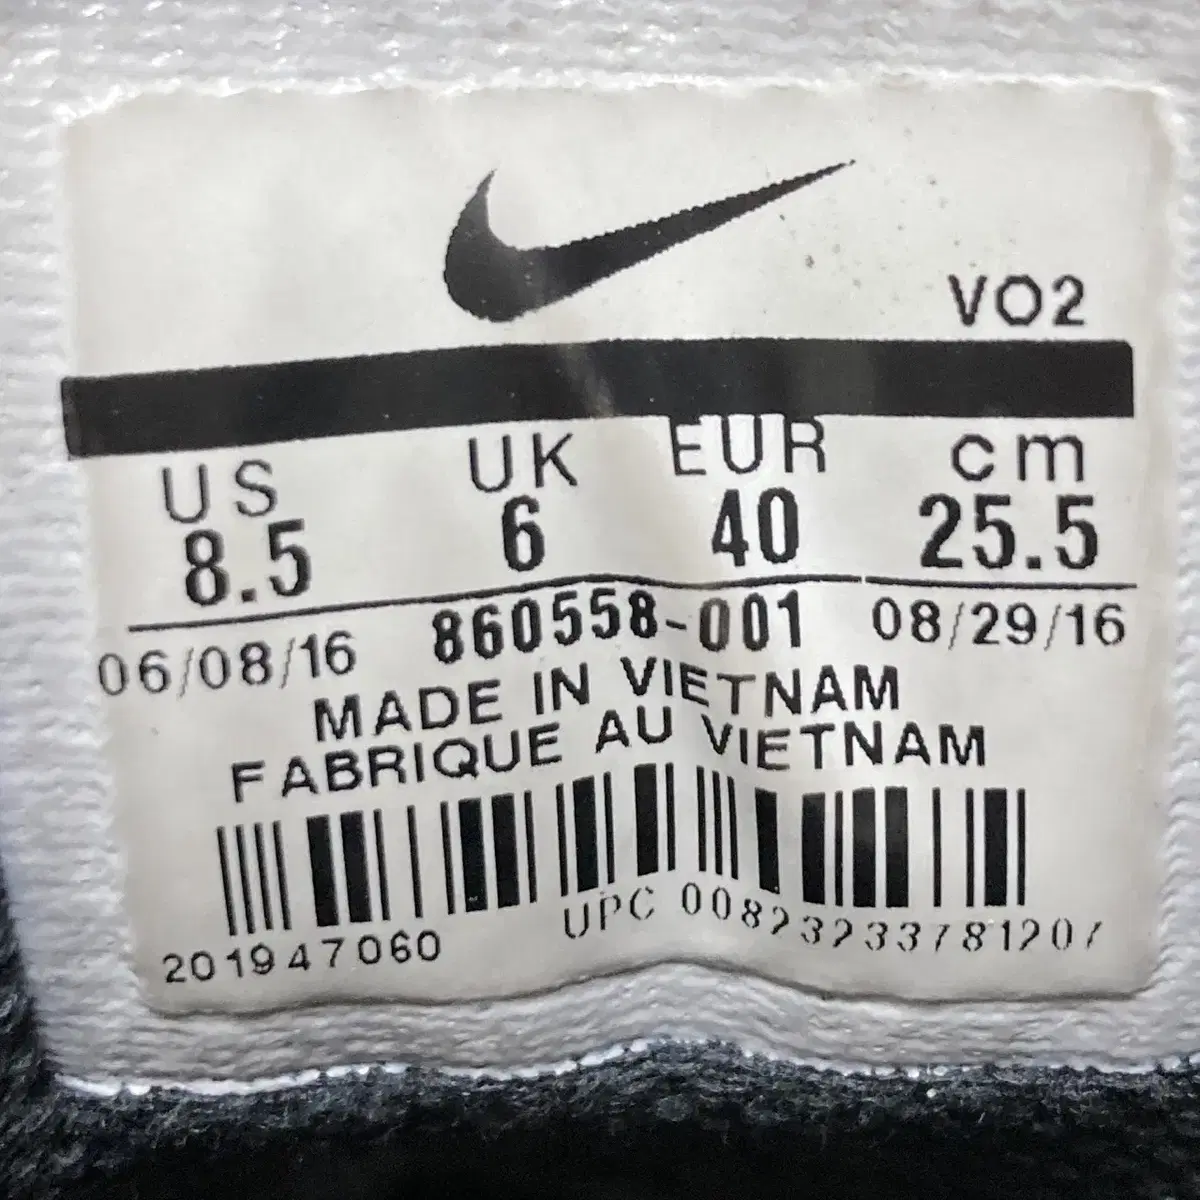 VO2
US UK EUR cm
8.5 6 40 25.5
06/08/16 860558-001 08/29/16
MADE IN VIETNAM
FABRIQUE AU VIETNAM
201947060 UPC 00823233781207